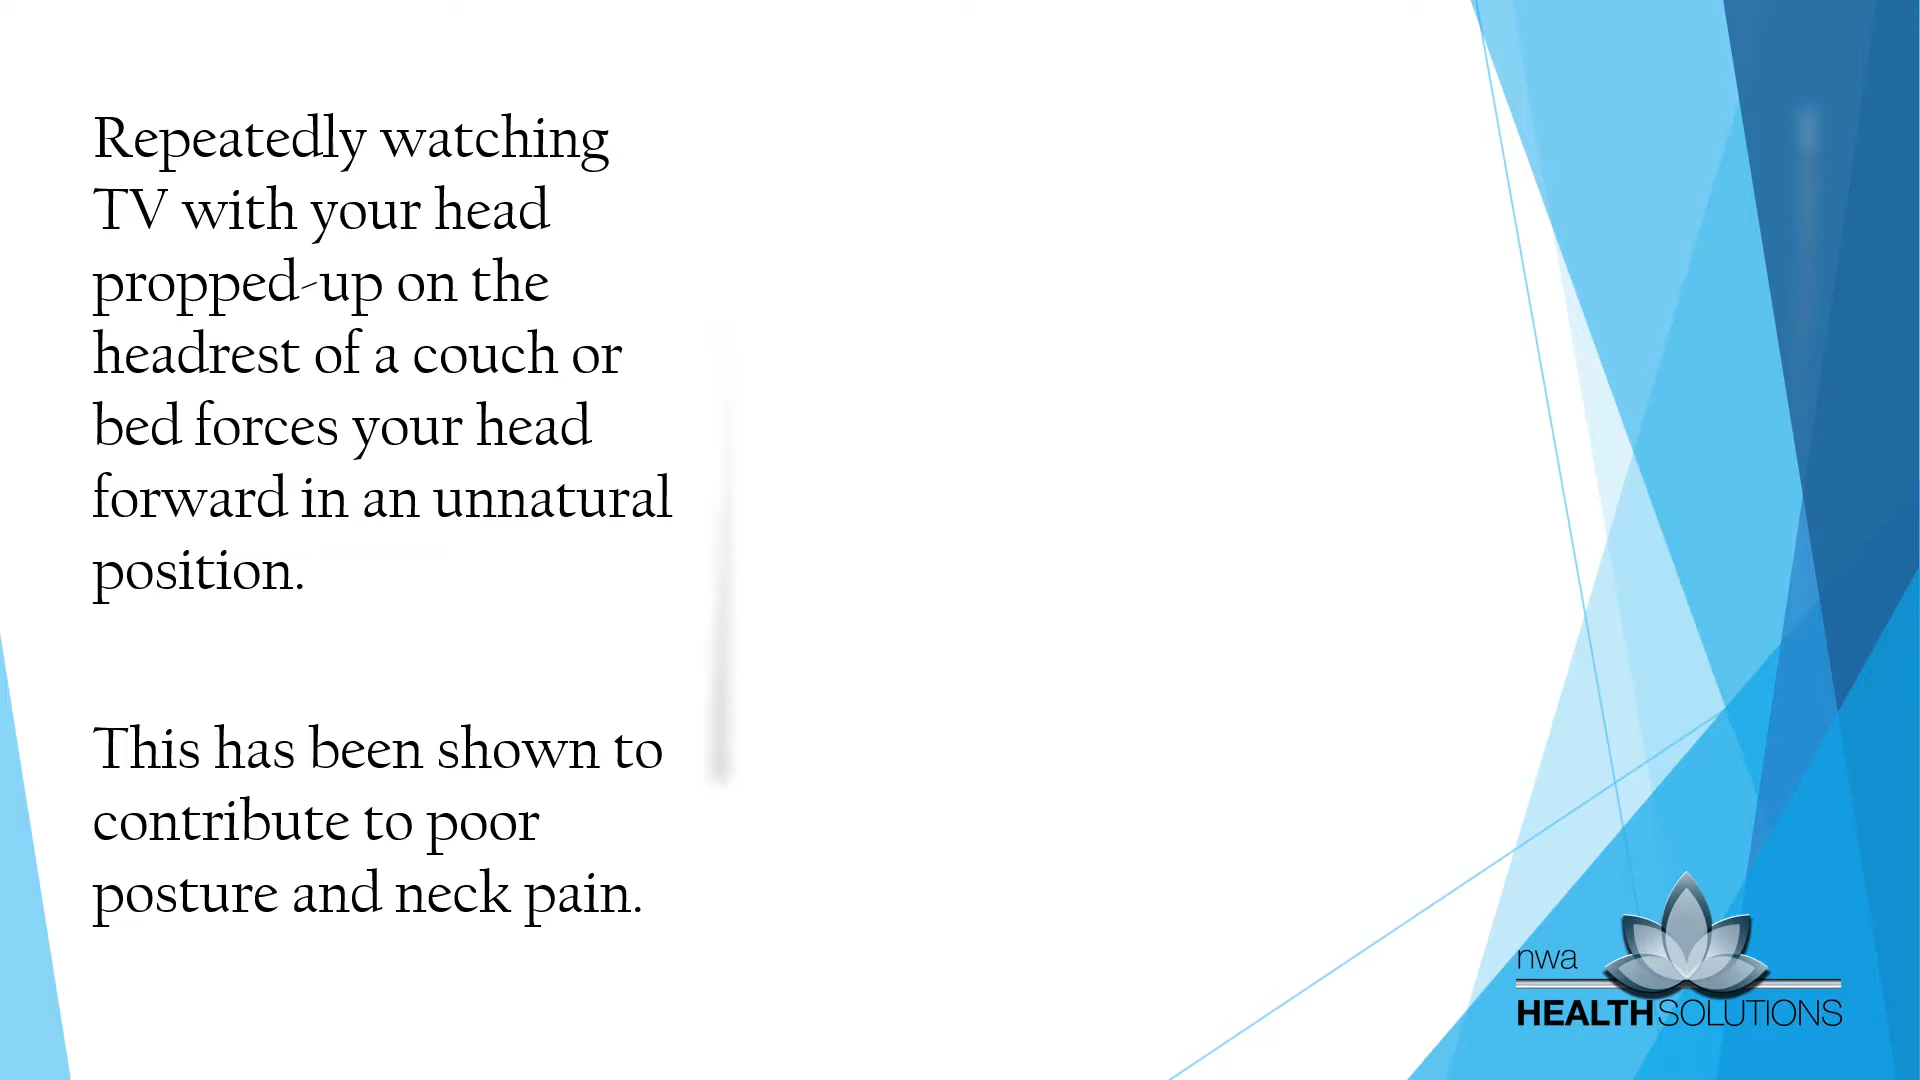 Repeatedly watching
TV with your head
propped-up on the
headrest of a couch or
bed forces your head
forward in an unnatural
position.
This has been shown to
contribute to poor
posture and neck pain.
nwa
HEALTHSOLUTIONS